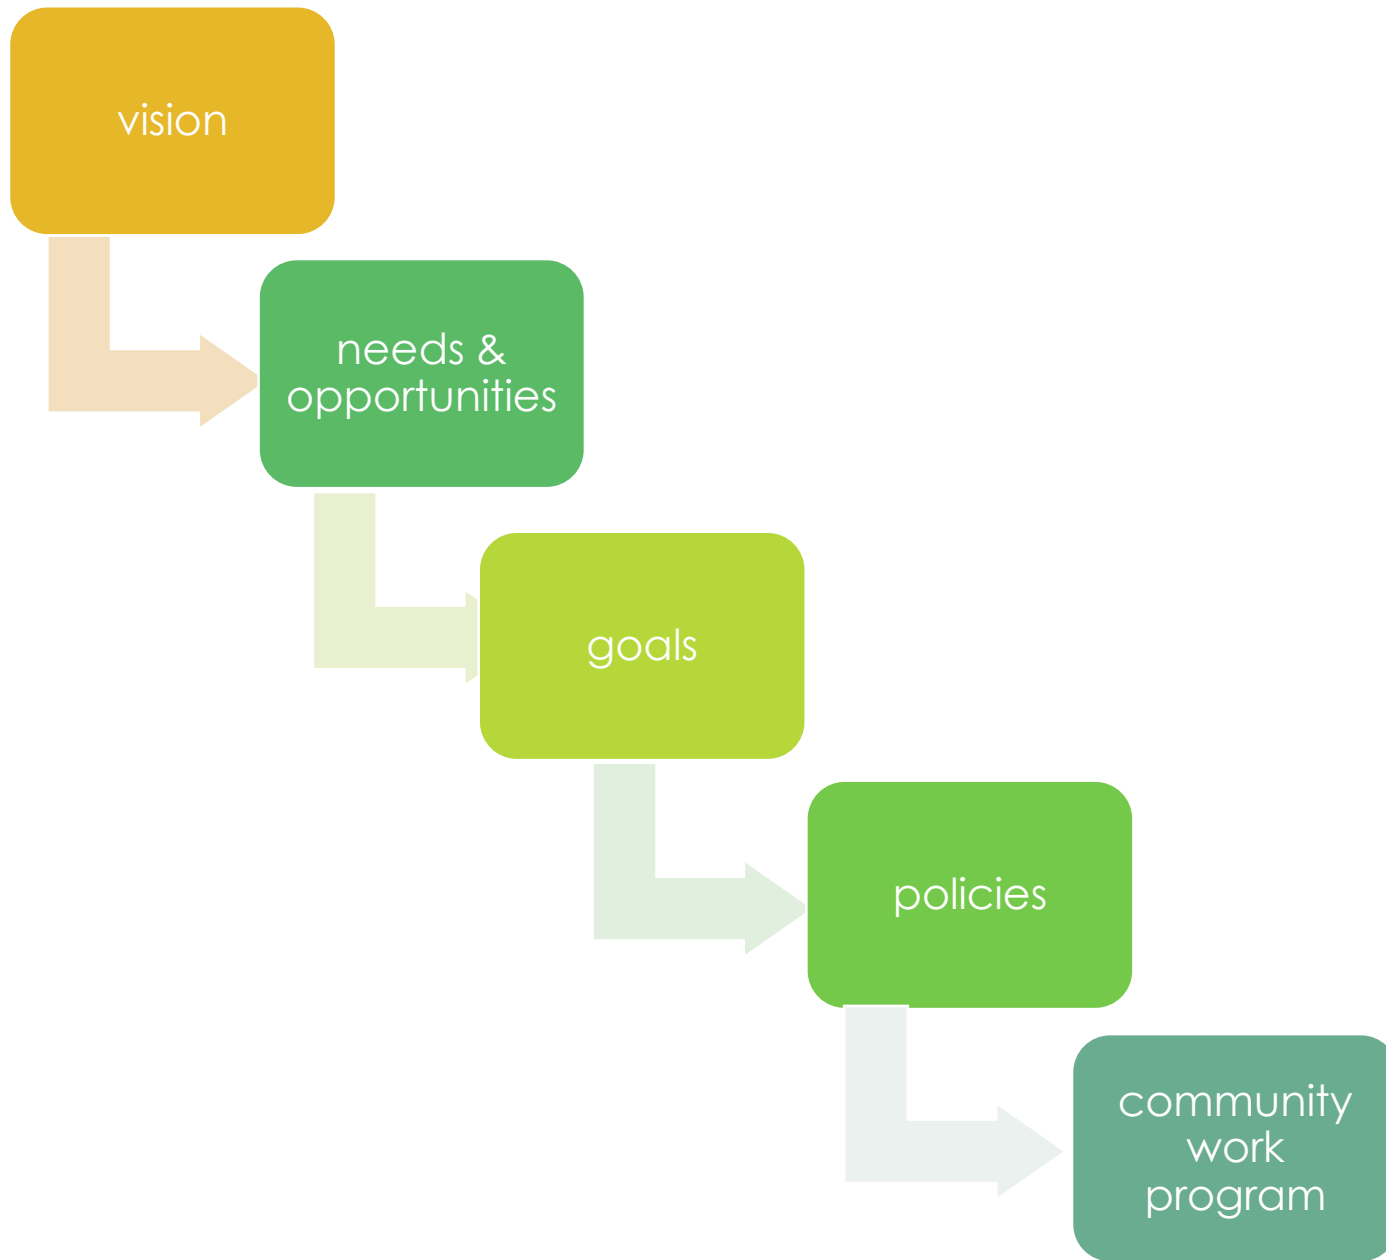 vision
needs &
opportunities
goals
policies
community
work
program